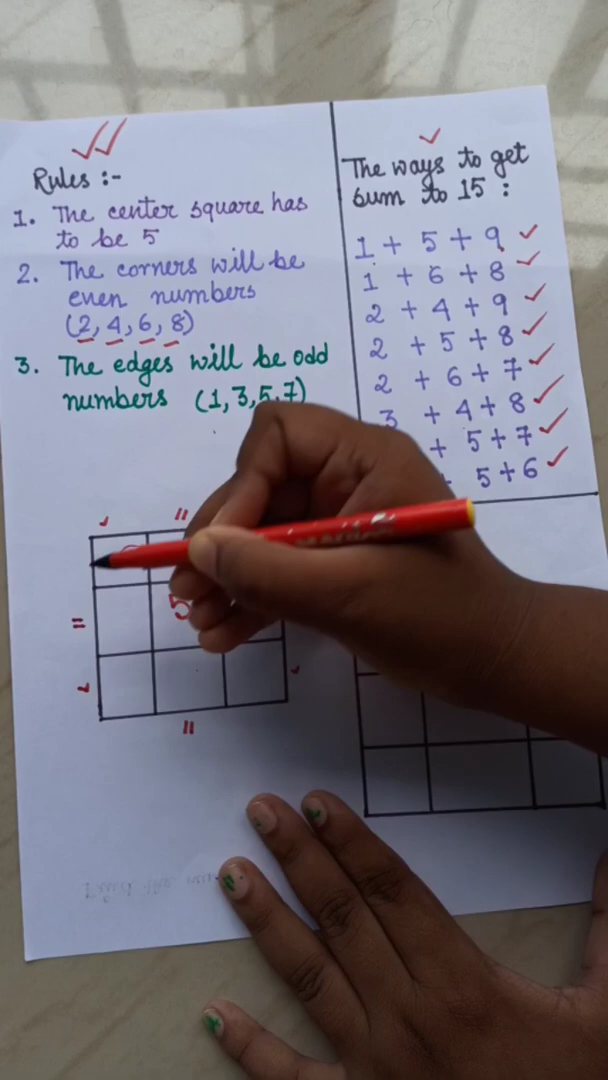 Rules :-
1. The center square has
to be 5
2. The corners will be
even numbers
(2, 4, 6, 8)
3. The edges will be odd
numbers (1, 3, 5, 7)
The ways to get
sum to 15 :
1 + 5 + 9
1 + 6 + 8
2 + 4 + 9
2 + 5 + 8
2 + 6 + 7
3 + 4 + 8
+ 5 + 7
5 + 6
5